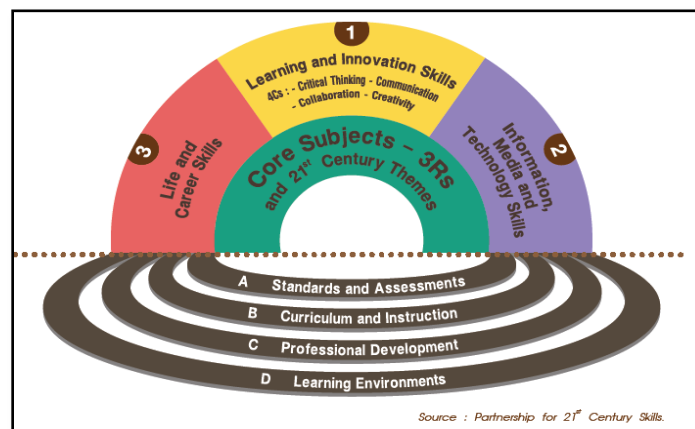 1
Learning and Innovation Skills
4Cs : - Critical Thinking - Communication
- Collaboration - Creativity
3
Life and
Career Skills
Core Subjects – 3Rs
and 21st Century Themes
2
Information,
Media and
Technology Skills
A Standards and Assessments
B Curriculum and Instruction
C Professional Development
D Learning Environments
Source : Partnership for 21st Century Skills.